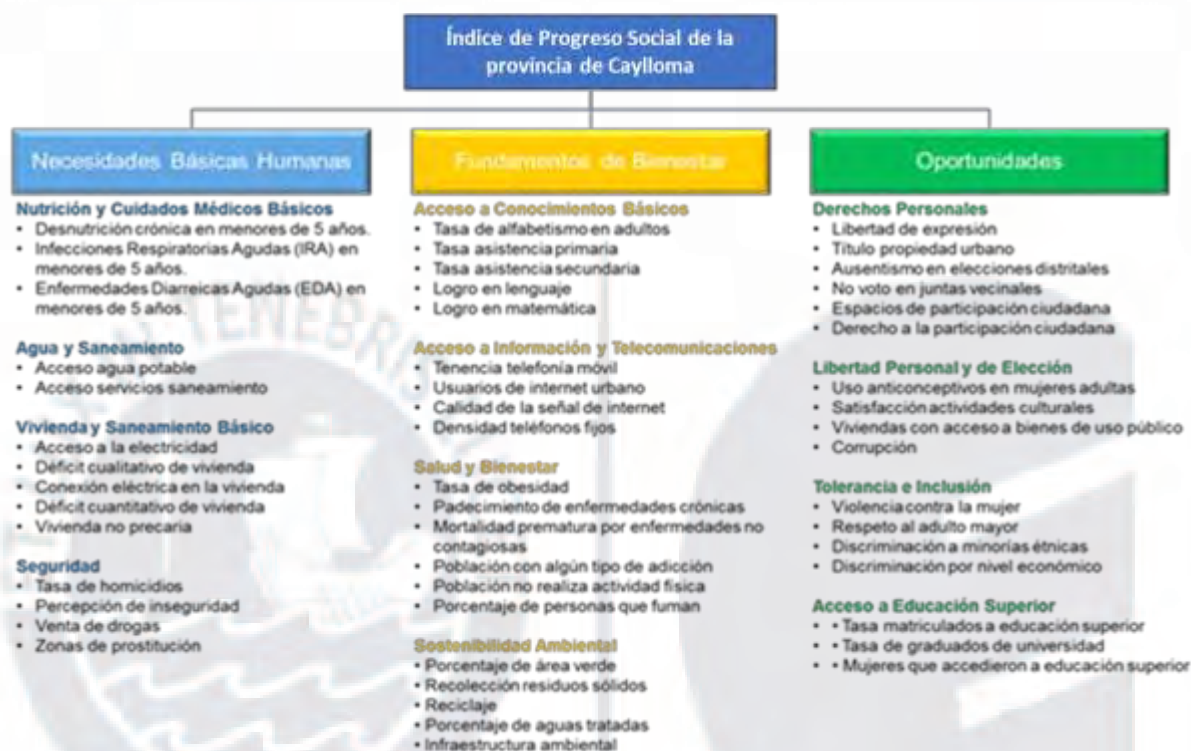 Índice de Progreso Social de la
provincia de Caylloma
Necesidades Básicas Humanas
Nutrición y Cuidados Médicos Básicos
• Desnutrición crónica en menores de 5 años.
• Infecciones Respiratorias Agudas (IRA) en
menores de 5 años.
• Enfermedades Diarreicas Agudas (EDA) en
menores de 5 años.
Agua y Saneamiento
• Acceso agua potable
• Acceso servicios saneamiento
Vivienda y Saneamiento Básico
• Acceso a la electricidad
• Déficit cualitativo de vivienda
• Conexión eléctrica en la vivienda
• Déficit cuantitativo de vivienda
• Vivienda no precaria
Seguridad
• Tasa de homicidios
• Percepción de inseguridad
• Venta de drogas
• Zonas de prostitución
Fundamentos de Bienestar
Acceso a Conocimientos Básicos
• Tasa de alfabetismo en adultos
• Tasa asistencia primaria
• Tasa asistencia secundaria
• Logro en lenguaje
• Logro en matemática
Acceso a Información y Telecomunicaciones
• Tenencia telefonía móvil
• Usuarios de internet urbano
• Calidad de la señal de internet
• Densidad teléfonos fijos
Salud y Bienestar
• Tasa de obesidad
• Padecimiento de enfermedades crónicas
• Mortalidad prematura por enfermedades no
contagiosas
• Población con algún tipo de adicción
• Población no realiza actividad física
• Porcentaje de personas que fuman
Sostenibilidad Ambiental
• Porcentaje de área verde
• Recolección residuos sólidos
• Reciclaje
• Porcentaje de aguas tratadas
• Infraestructura ambiental
Oportunidades
Derechos Personales
• Libertad de expresión
• Título propiedad urbano
• Ausentismo en elecciones distritales
• No voto en juntas vecinales
• Espacios de participación ciudadana
• Derecho a la participación ciudadana
Libertad Personal y de Elección
• Uso anticonceptivos en mujeres adultas
• Satisfacción actividades culturales
• Viviendas con acceso a bienes de uso público
• Corrupción
Tolerancia e Inclusión
• Violencia contra la mujer
• Respeto al adulto mayor
• Discriminación a minorías étnicas
• Discriminación por nivel económico
Acceso a Educación Superior
• • Tasa matriculados a educación superior
• • Tasa de graduados de universidad
• • Mujeres que accedieron a educación superior
TENEBRIS